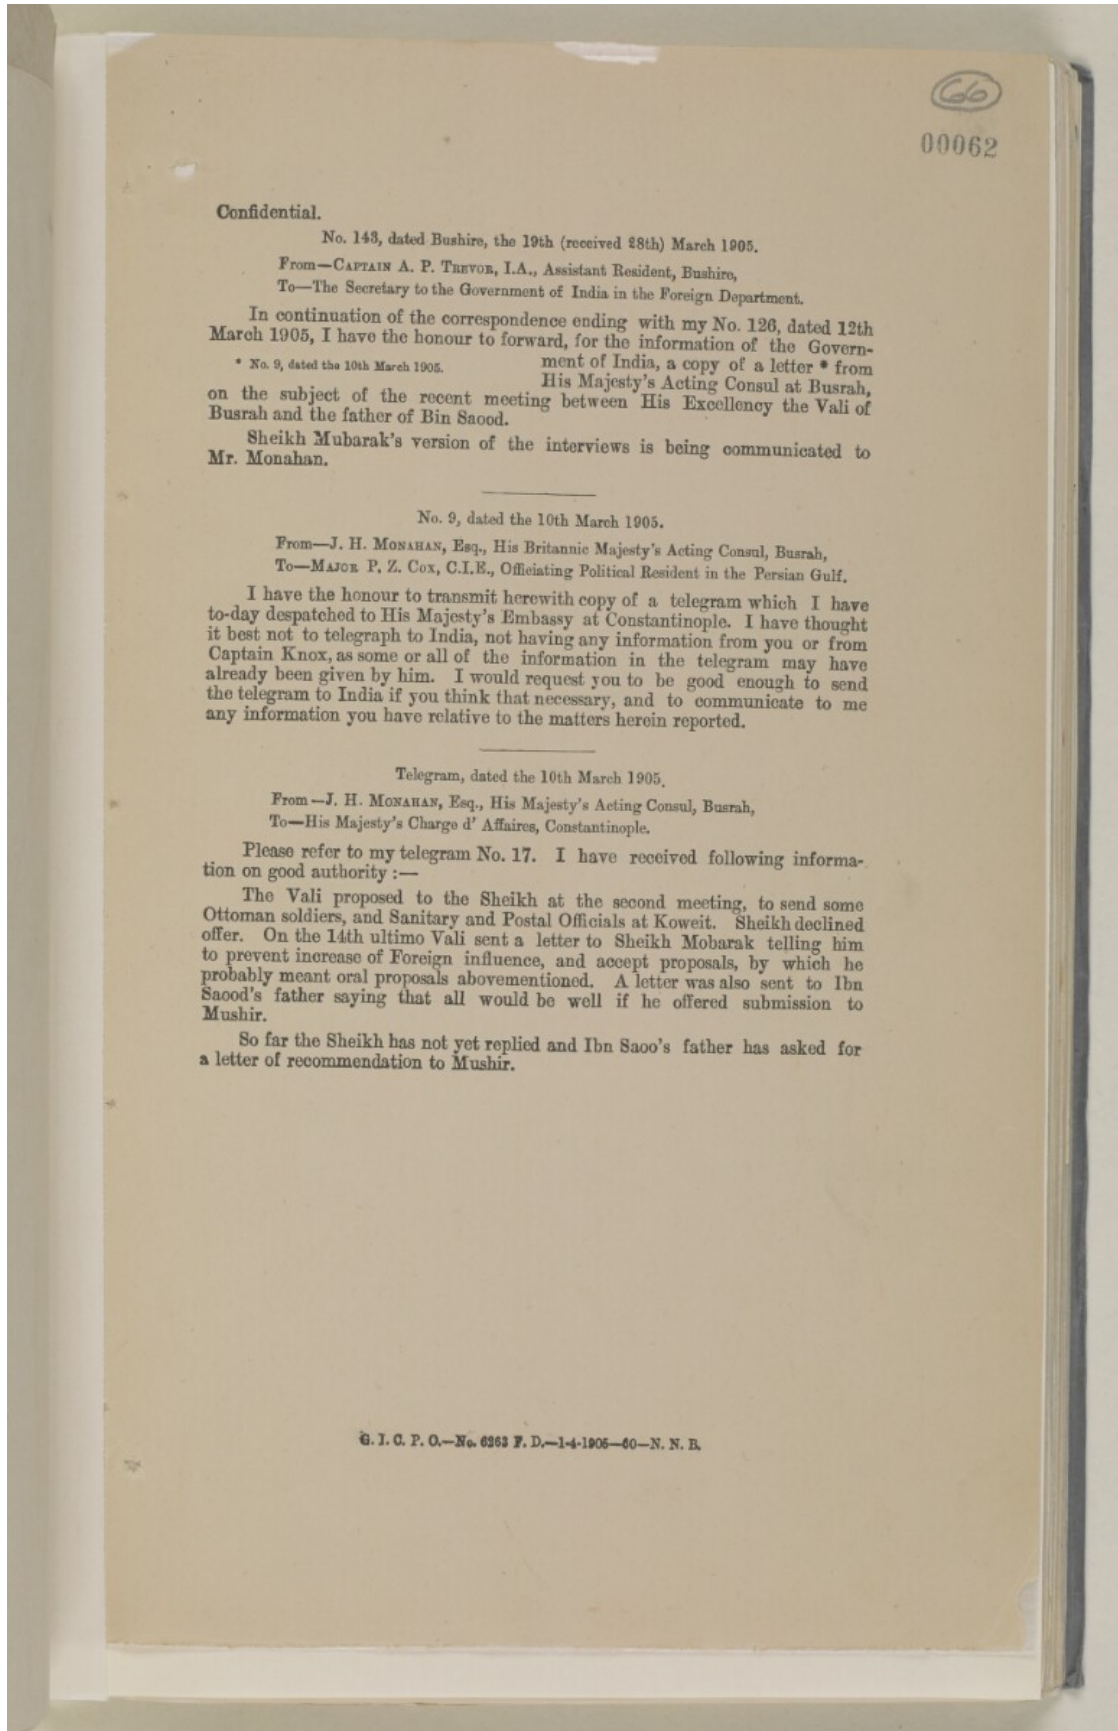 66
00062
Confidential.
No. 143, dated Bushire, the 19th (received 28th) March 1905.
From—CAPTAIN A. P. TREVOR, I.A., Assistant Resident, Bushire,
To—The Secretary to the Government of India in the Foreign Department.
In continuation of the correspondence ending with my No. 126, dated 12th
March 1905, I have the honour to forward, for the information of the Govern-
* No. 9, dated the 10th March 1905.
ment of India, a copy of a letter * from
His Majesty's Acting Consul at Busrah,
on the subject of the recent meeting between His Excellency the Vali of
Busrah and the father of Bin Saood.
Sheikh Mubarak's version of the interviews is being communicated to
Mr. Monahan.
No. 9, dated the 10th March 1905.
From—J. H. MONAHAN, Esq., His Britannic Majesty's Acting Consul, Busrah,
To—MAJOR P. Z. COX, C.I.E., Officiating Political Resident in the Persian Gulf.
I have the honour to transmit herewith copy of a telegram which I have
to-day despatched to His Majesty's Embassy at Constantinople. I have thought
it best not to telegraph to India, not having any information from you or from
Captain Knox, as some or all of the information in the telegram may have
already been given by him. I would request you to be good enough to send
the telegram to India if you think that necessary, and to communicate to me
any information you have relative to the matters herein reported.
Telegram, dated the 10th March 1905.
From—J. H. MONAHAN, Esq., His Majesty's Acting Consul, Busrah,
To—His Majesty's Charge d' Affaires, Constantinople.
Please refer to my telegram No. 17. I have received following informa-
tion on good authority :—
The Vali proposed to the Sheikh at the second meeting, to send some
Ottoman soldiers, and Sanitary and Postal Officials at Koweit. Sheikh declined
offer. On the 14th ultimo Vali sent a letter to Sheikh Mobarak telling him
to prevent increase of Foreign influence, and accept proposals, by which he
probably meant oral proposals abovementioned. A letter was also sent to Ibn
Saood's father saying that all would be well if he offered submission to
Mushir.
So far the Sheikh has not yet replied and Ibn Saoo's father has asked for
a letter of recommendation to Mushir.
G. I. C. P. O.—No. 6263 F. D.—1-4-1905—60—N. N. B.